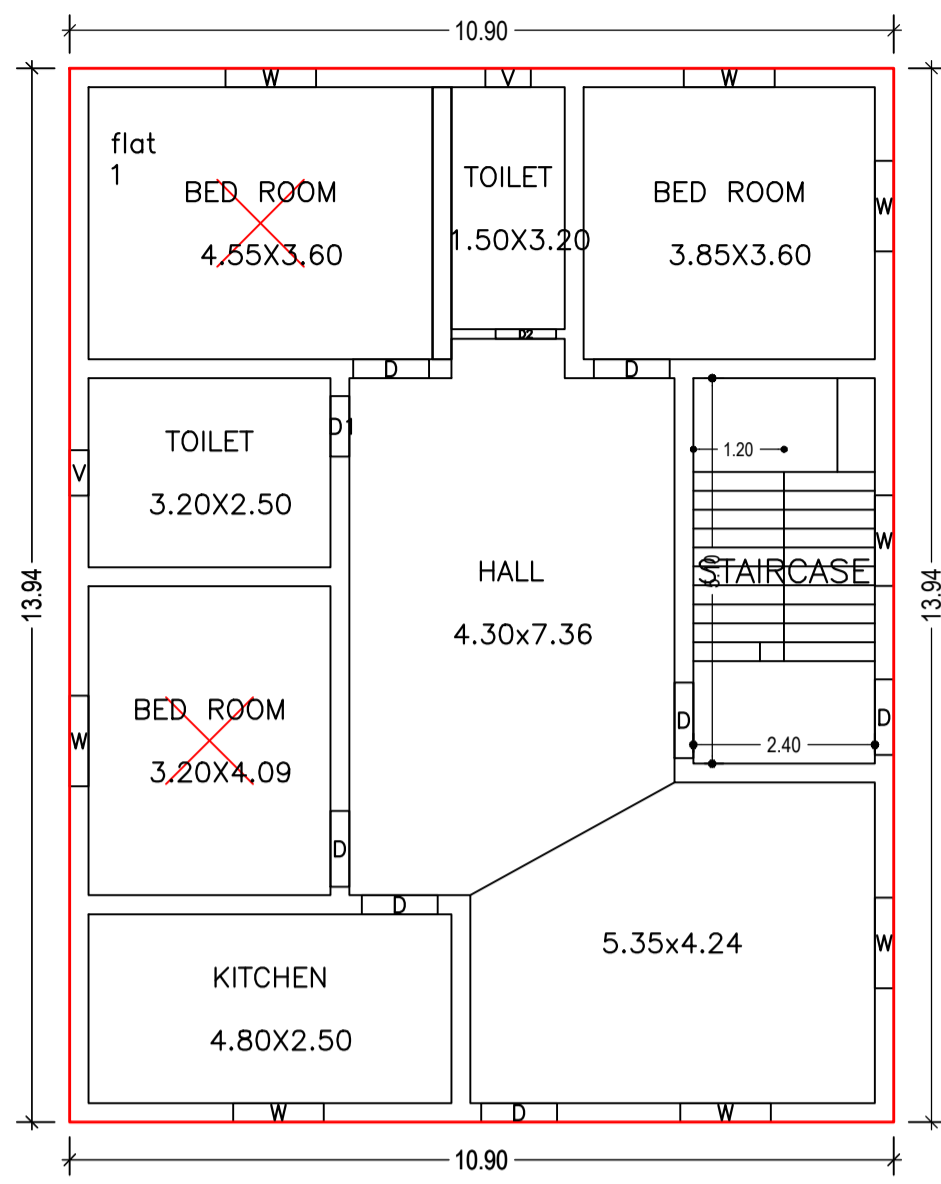 10.90
W
V
W
flat
1
BED ROOM
4.55X3.60
TOILET
1.50X3.20
BED ROOM
3.85X3.60
W
D2
D
D
D1
TOILET
3.20X2.50
V
1.20
W
STAIRCASE
5.10
HALL
4.30x7.36
13.94
13.94
BED ROOM
3.20X4.09
W
D
D
2.40
D
D
5.35x4.24
W
KITCHEN
4.80X2.50
W
D
W
10.90